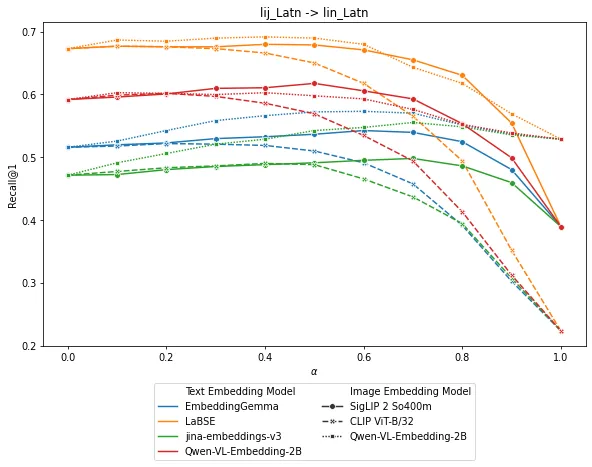 lij_Latn -> lin_Latn
Recall@1
0.7
0.6
0.5
0.4
0.3
0.2
0.0 0.2 0.4 0.6 0.8 1.0
α
Text Embedding Model Image Embedding Model
EmbeddingGemma SigLIP 2 So400m
LaBSE CLIP ViT-B/32
jina-embeddings-v3 Qwen-VL-Embedding-2B
Qwen-VL-Embedding-2B